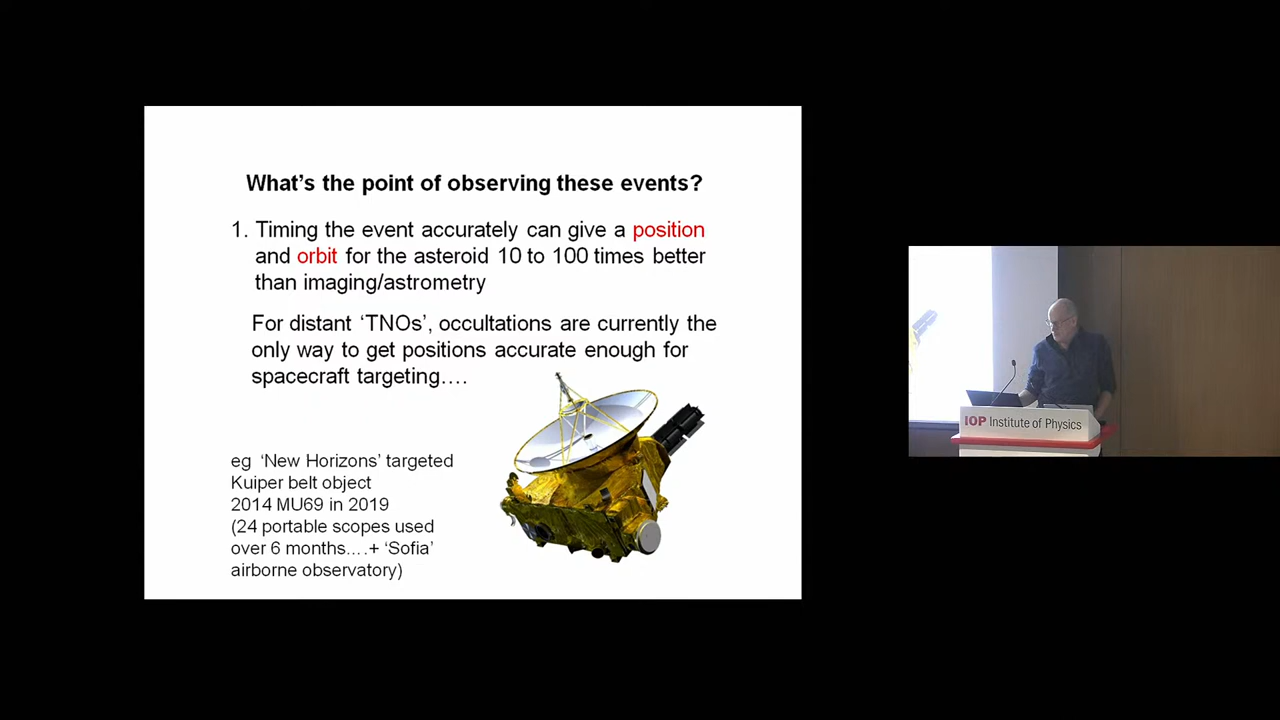 What's the point of observing these events?
1. Timing the event accurately can give a position
and orbit for the asteroid 10 to 100 times better
than imaging/astrometry
For distant 'TNOs', occultations are currently the
only way to get positions accurate enough for
spacecraft targeting….
eg 'New Horizons' targeted
Kuiper belt object
2014 MU69 in 2019
(24 portable scopes used
over 6 months….+ 'Sofia'
airborne observatory)
IOP Institute of Physics